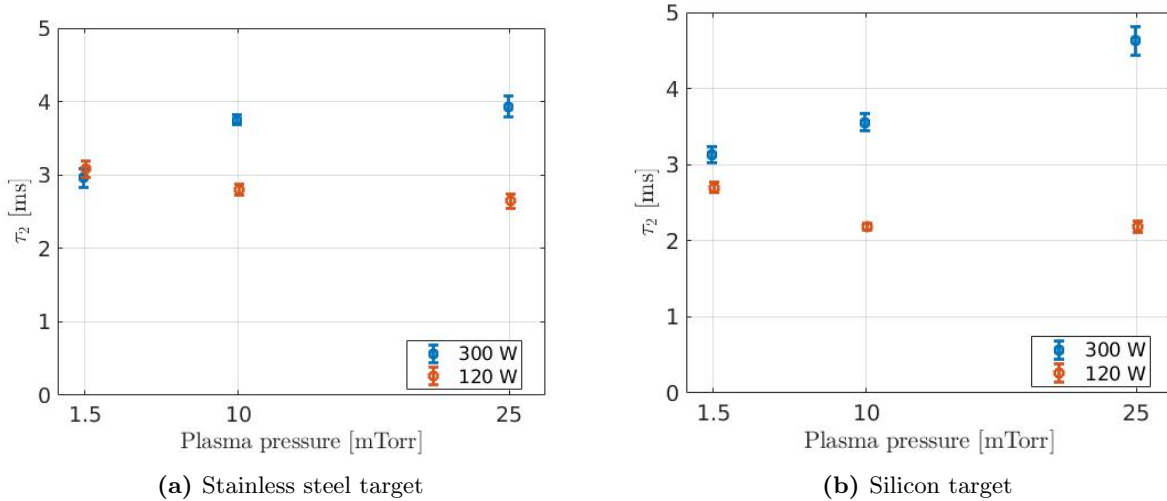 5
4
3
2
1
0
τ₂ [ms]
1.5
10
25
Plasma pressure [mTorr]
300 W
120 W
(a) Stainless steel target
5
4
3
2
1
0
τ₂ [ms]
1.5
10
25
Plasma pressure [mTorr]
300 W
120 W
(b) Silicon target